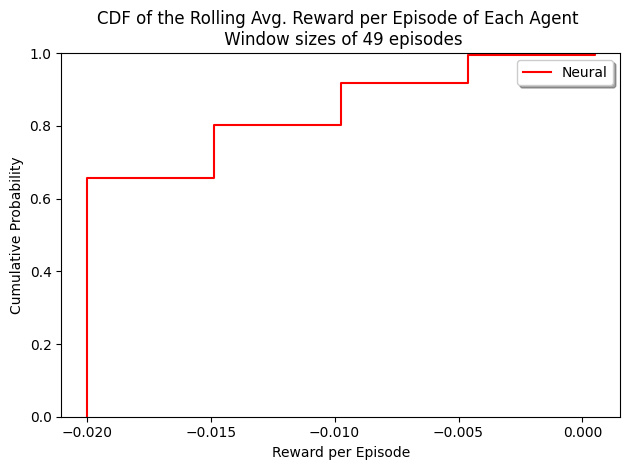 CDF of the Rolling Avg. Reward per Episode of Each Agent
Window sizes of 49 episodes
Neural
Cumulative Probability
1.0
0.8
0.6
0.4
0.2
0.0
−0.020
−0.015
−0.010
−0.005
0.000
Reward per Episode